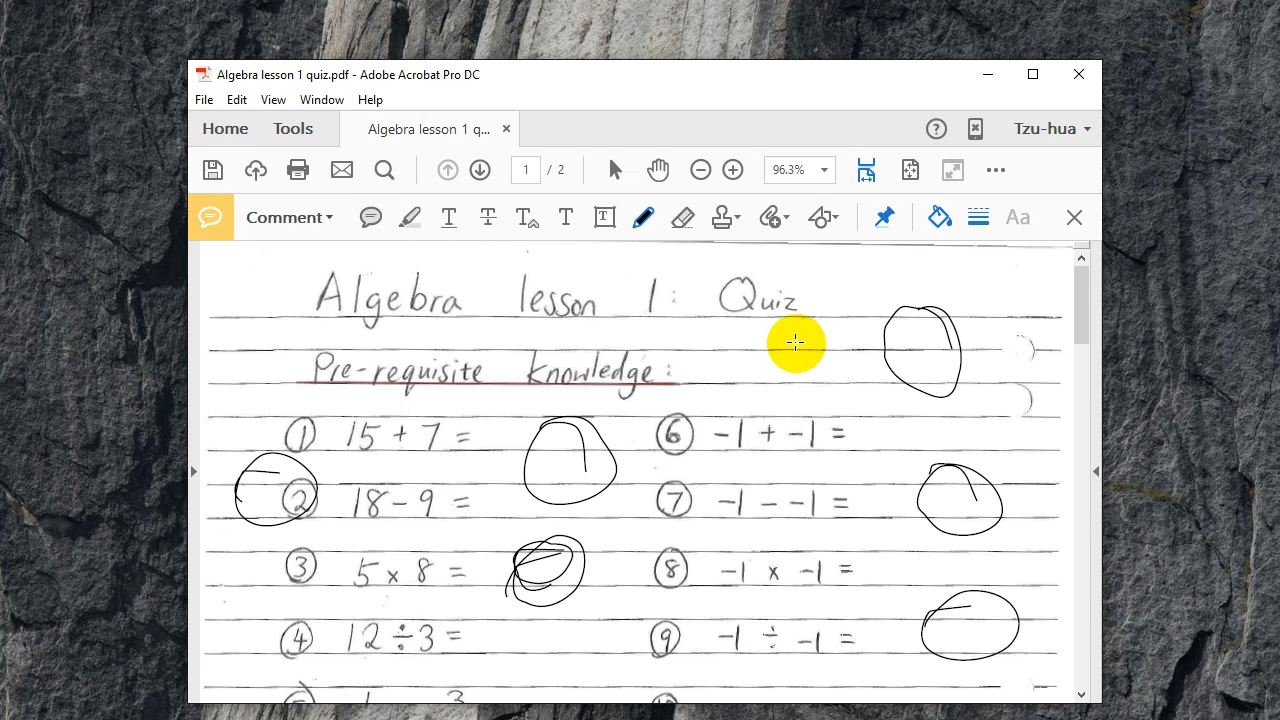 Algebra lesson 1 quiz.pdf - Adobe Acrobat Pro DC
File Edit View Window Help
Home Tools Algebra lesson 1 q... × ? Tzu-hua
1 / 2 96.3%
Comment T T T T T Aa
Algebra lesson 1: Quiz
Pre-requisite knowledge:
① 15 + 7 =
② 18 - 9 =
③ 5 x 8 =
④ 12 ÷ 3 =
⑥ -1 + -1 =
⑦ -1 - -1 =
⑧ -1 x -1 =
⑨ -1 ÷ -1 =